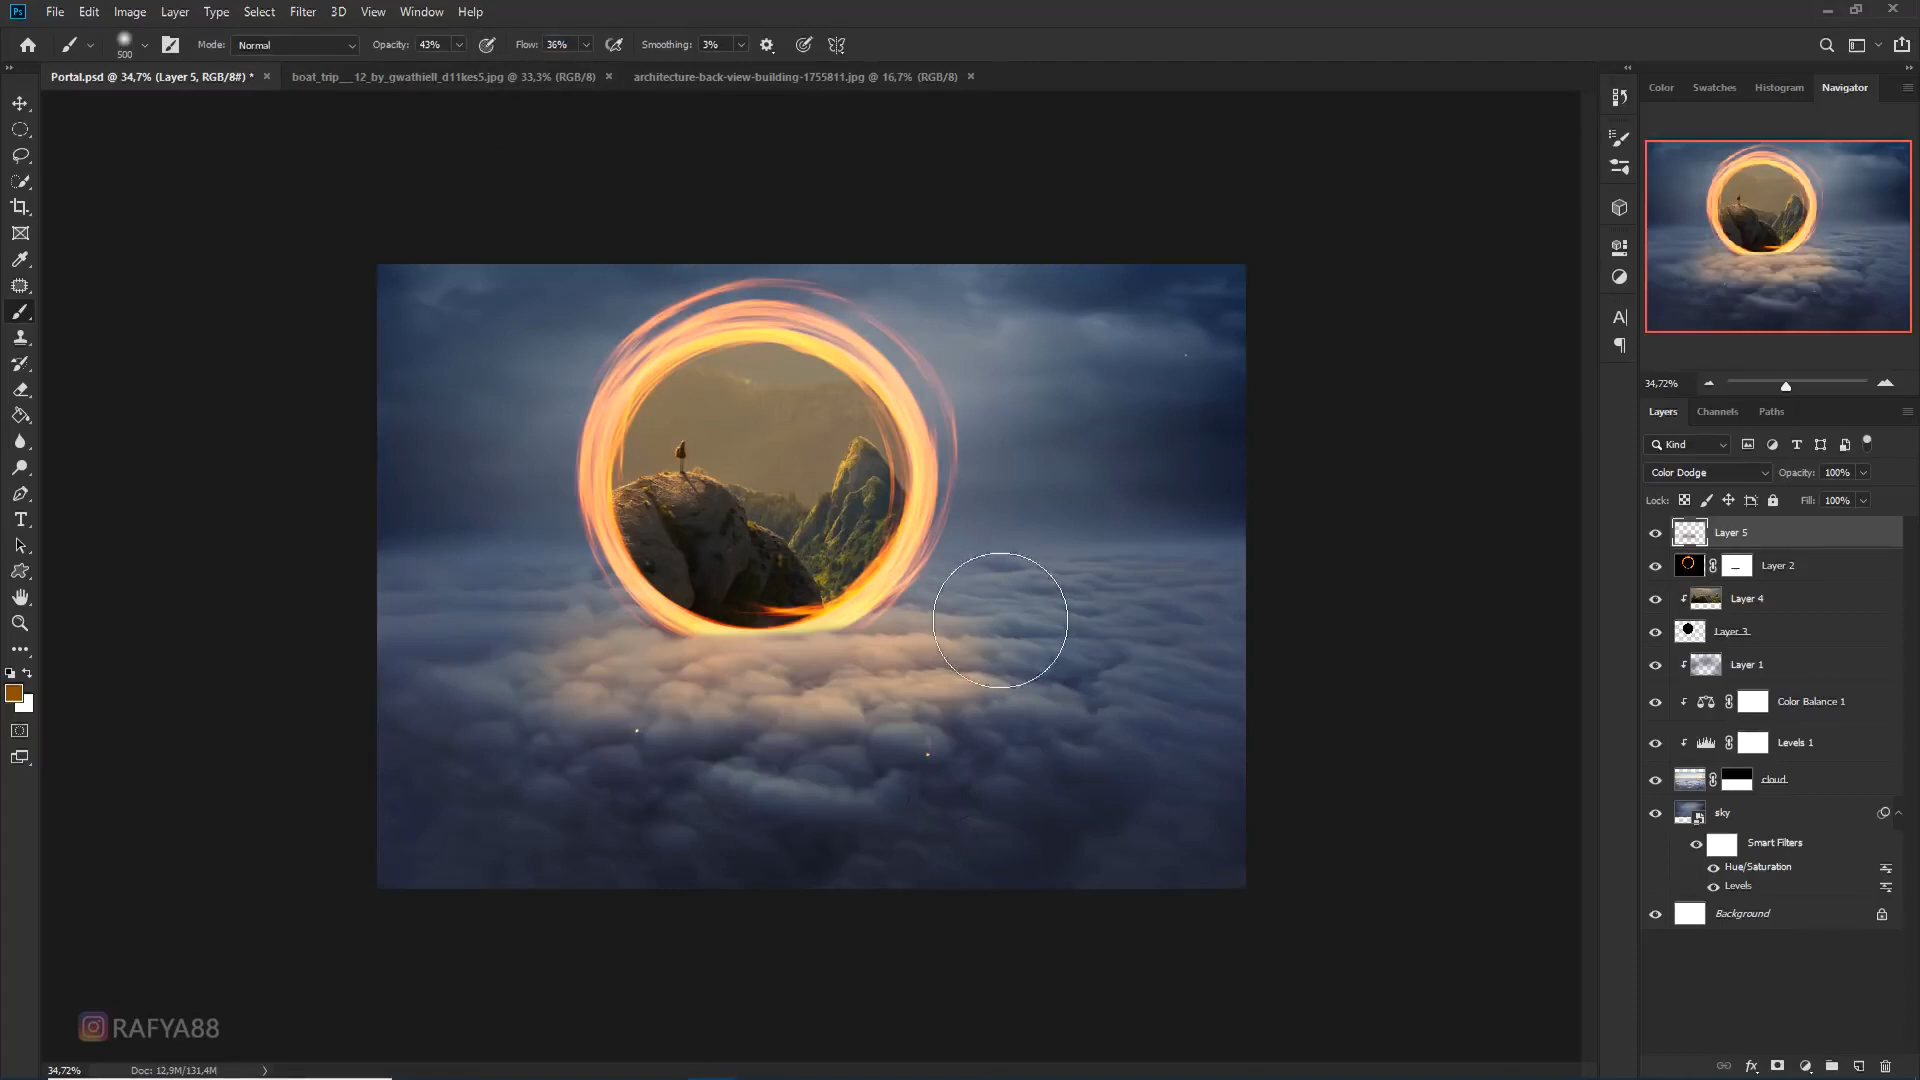 Ps File Edit Image Layer Type Select Filter 3D View Window Help
500 Mode: Normal Opacity: 43% Flow: 36% Smoothing: 3%
Portal.psd @ 34,7% (Layer 5, RGB/8#) * boat_trip__12_by_gwathiell_d11kes5.jpg @ 33,3% (RGB/8) architecture-back-view-building-1755811.jpg @ 16,7% (RGB/8)
Color Swatches Histogram Navigator
34,72%
Layers Channels Paths
Kind
Color Dodge Opacity: 100%
Lock: Fill: 100%
Layer 5
Layer 2
Layer 4
Layer 3
Layer 1
Color Balance 1
Levels 1
cloud
sky
Smart Filters
Hue/Saturation
Levels
Background
RAFYA88
34,72% Doc: 12,9M/131,4M